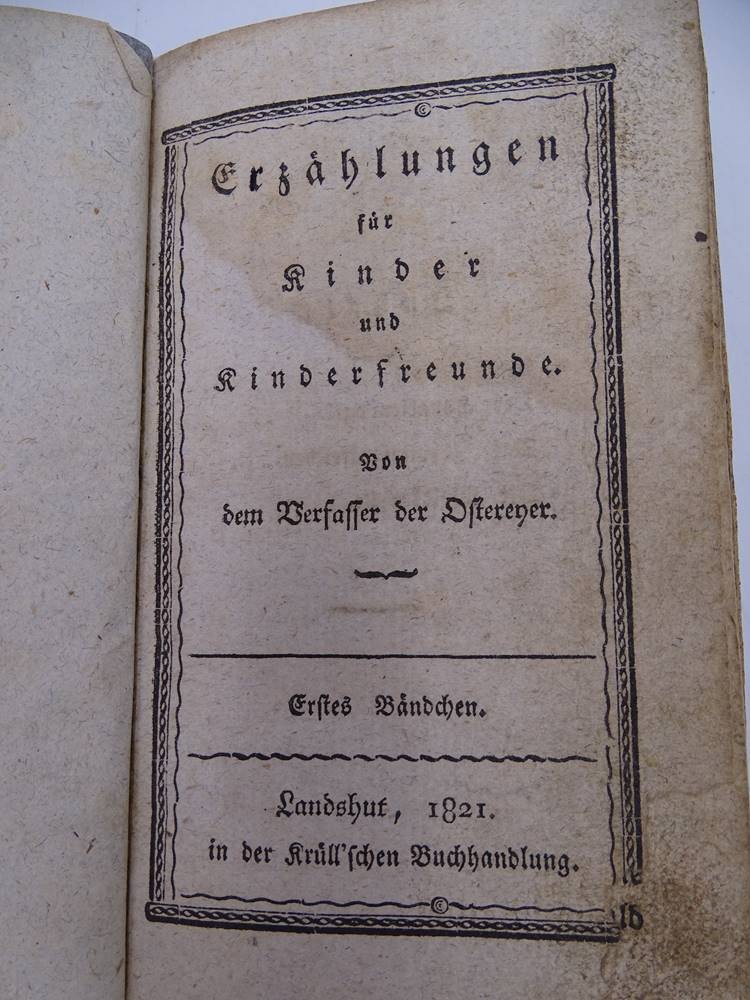 Erzählungen
für
Kinder
und
Kinderfreunde.
Von
dem Verfasser der Ostereyer.
Erstes Bändchen.
Landshut, 1821.
in der Krüll'schen Buchhandlung.